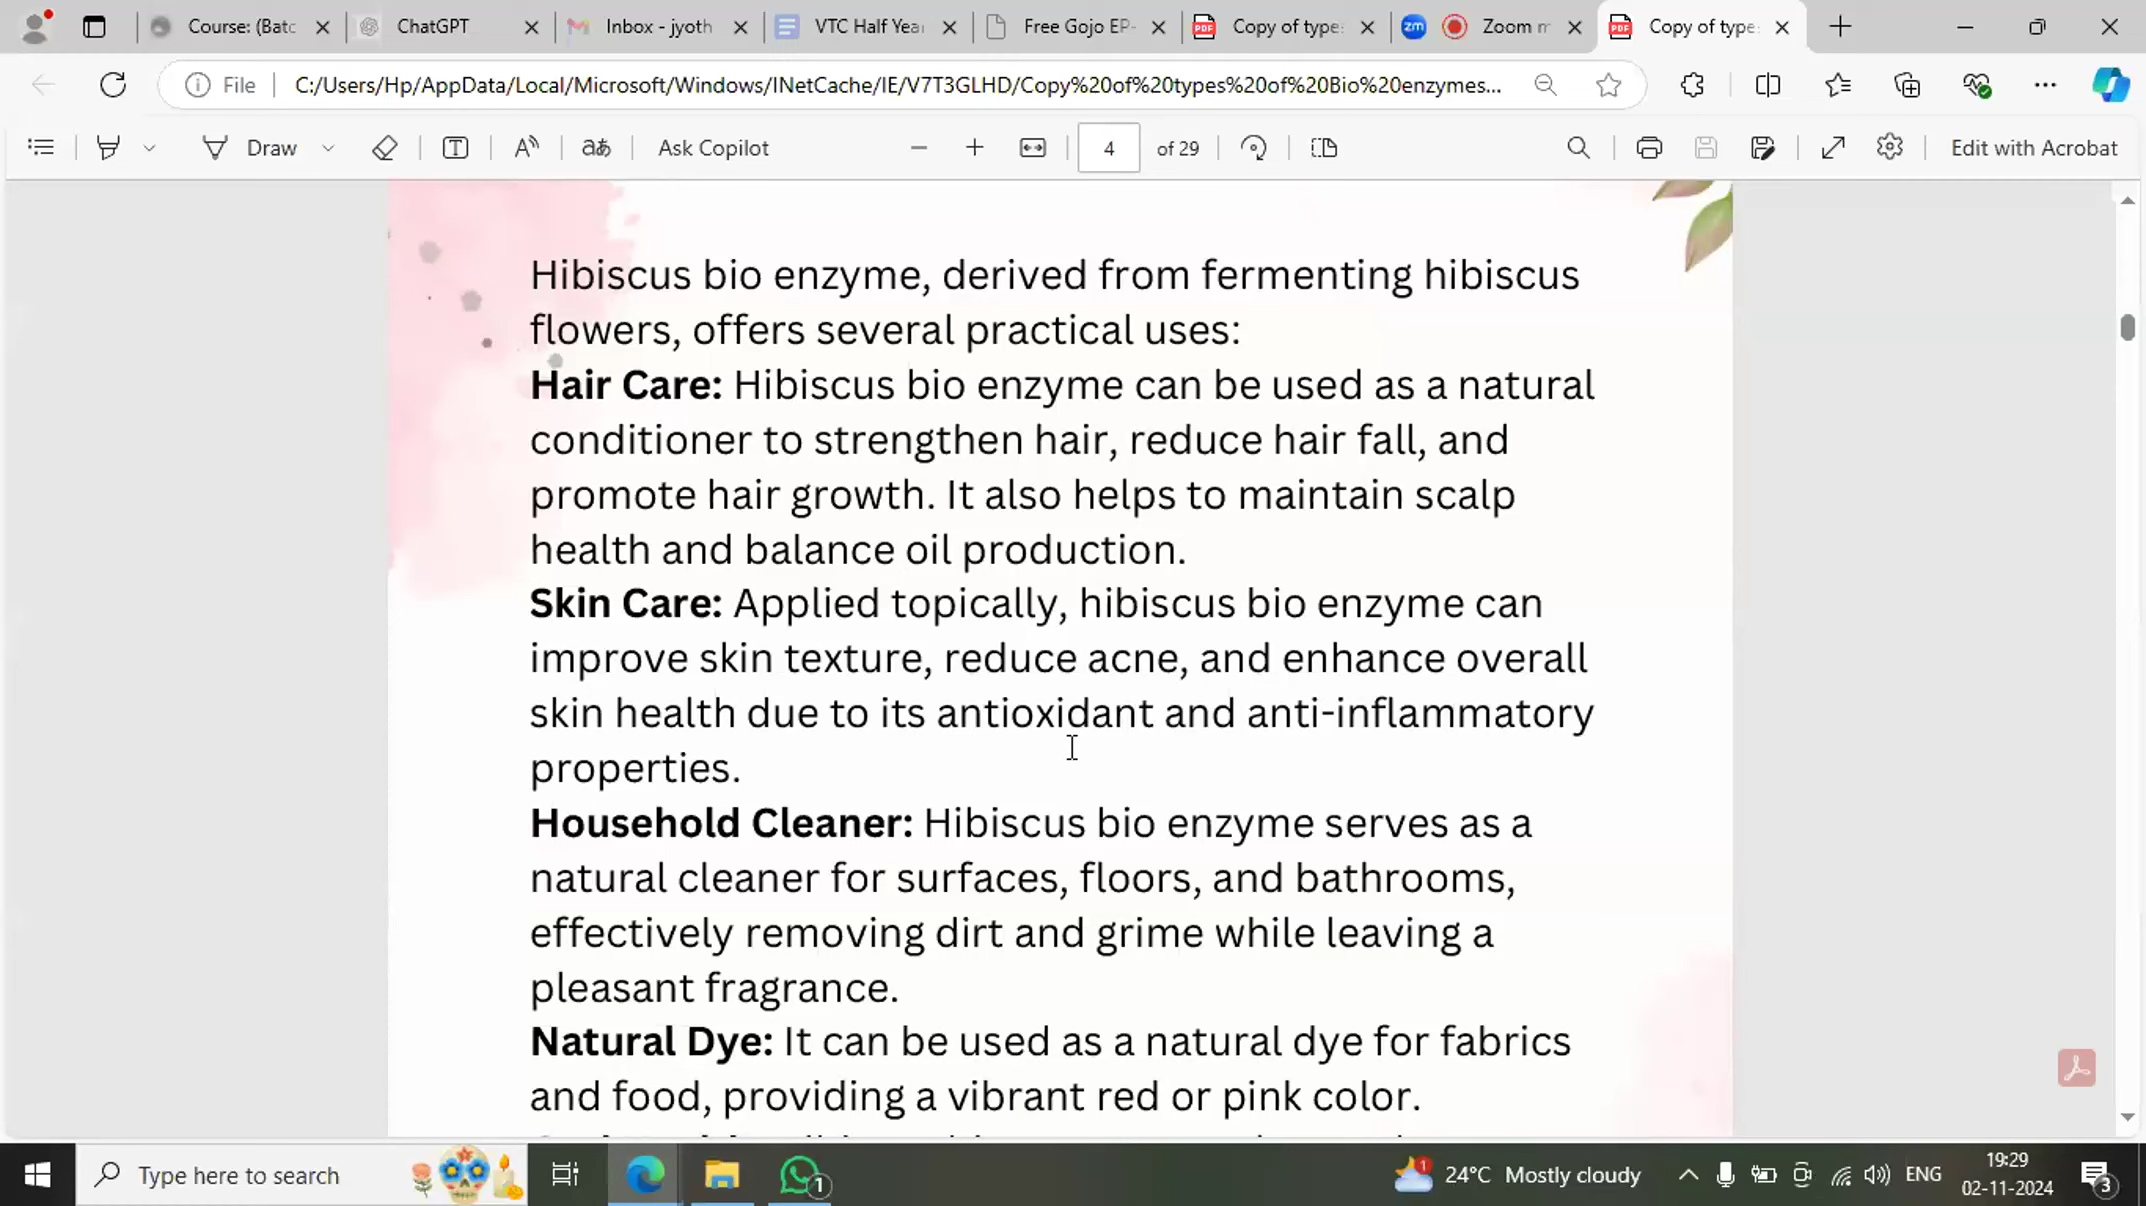 Course: (Batc
ChatGPT
Inbox - jyoth
VTC Half Yea
Free Gojo EP-
Copy of type:
Zoom m
Copy of type:
File
C:/Users/Hp/AppData/Local/Microsoft/Windows/INetCache/IE/V7T3GLHD/Copy%20of%20types%20of%20Bio%20enzymes...
Draw
Ask Copilot
4
of 29
Edit with Acrobat
Hibiscus bio enzyme, derived from fermenting hibiscus
flowers, offers several practical uses:
Hair Care: Hibiscus bio enzyme can be used as a natural
conditioner to strengthen hair, reduce hair fall, and
promote hair growth. It also helps to maintain scalp
health and balance oil production.
Skin Care: Applied topically, hibiscus bio enzyme can
improve skin texture, reduce acne, and enhance overall
skin health due to its antioxidant and anti-inflammatory
properties.
Household Cleaner: Hibiscus bio enzyme serves as a
natural cleaner for surfaces, floors, and bathrooms,
effectively removing dirt and grime while leaving a
pleasant fragrance.
Natural Dye: It can be used as a natural dye for fabrics
and food, providing a vibrant red or pink color.
Type here to search
1
1
24°C Mostly cloudy
ENG
19:29
02-11-2024
3